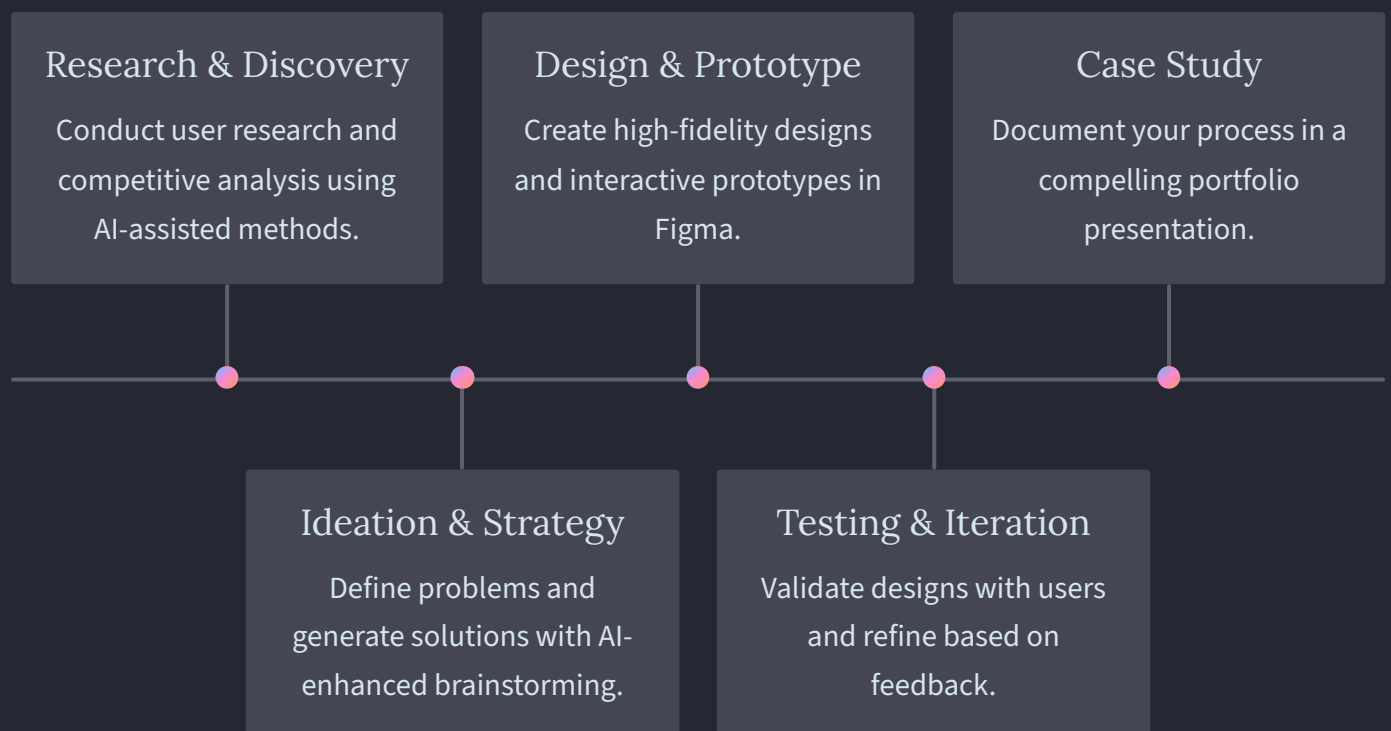 Research & Discovery
Conduct user research and
competitive analysis using
AI-assisted methods.
Design & Prototype
Create high-fidelity designs
and interactive prototypes in
Figma.
Case Study
Document your process in a
compelling portfolio
presentation.
Ideation & Strategy
Define problems and
generate solutions with AI-
enhanced brainstorming.
Testing & Iteration
Validate designs with users
and refine based on
feedback.